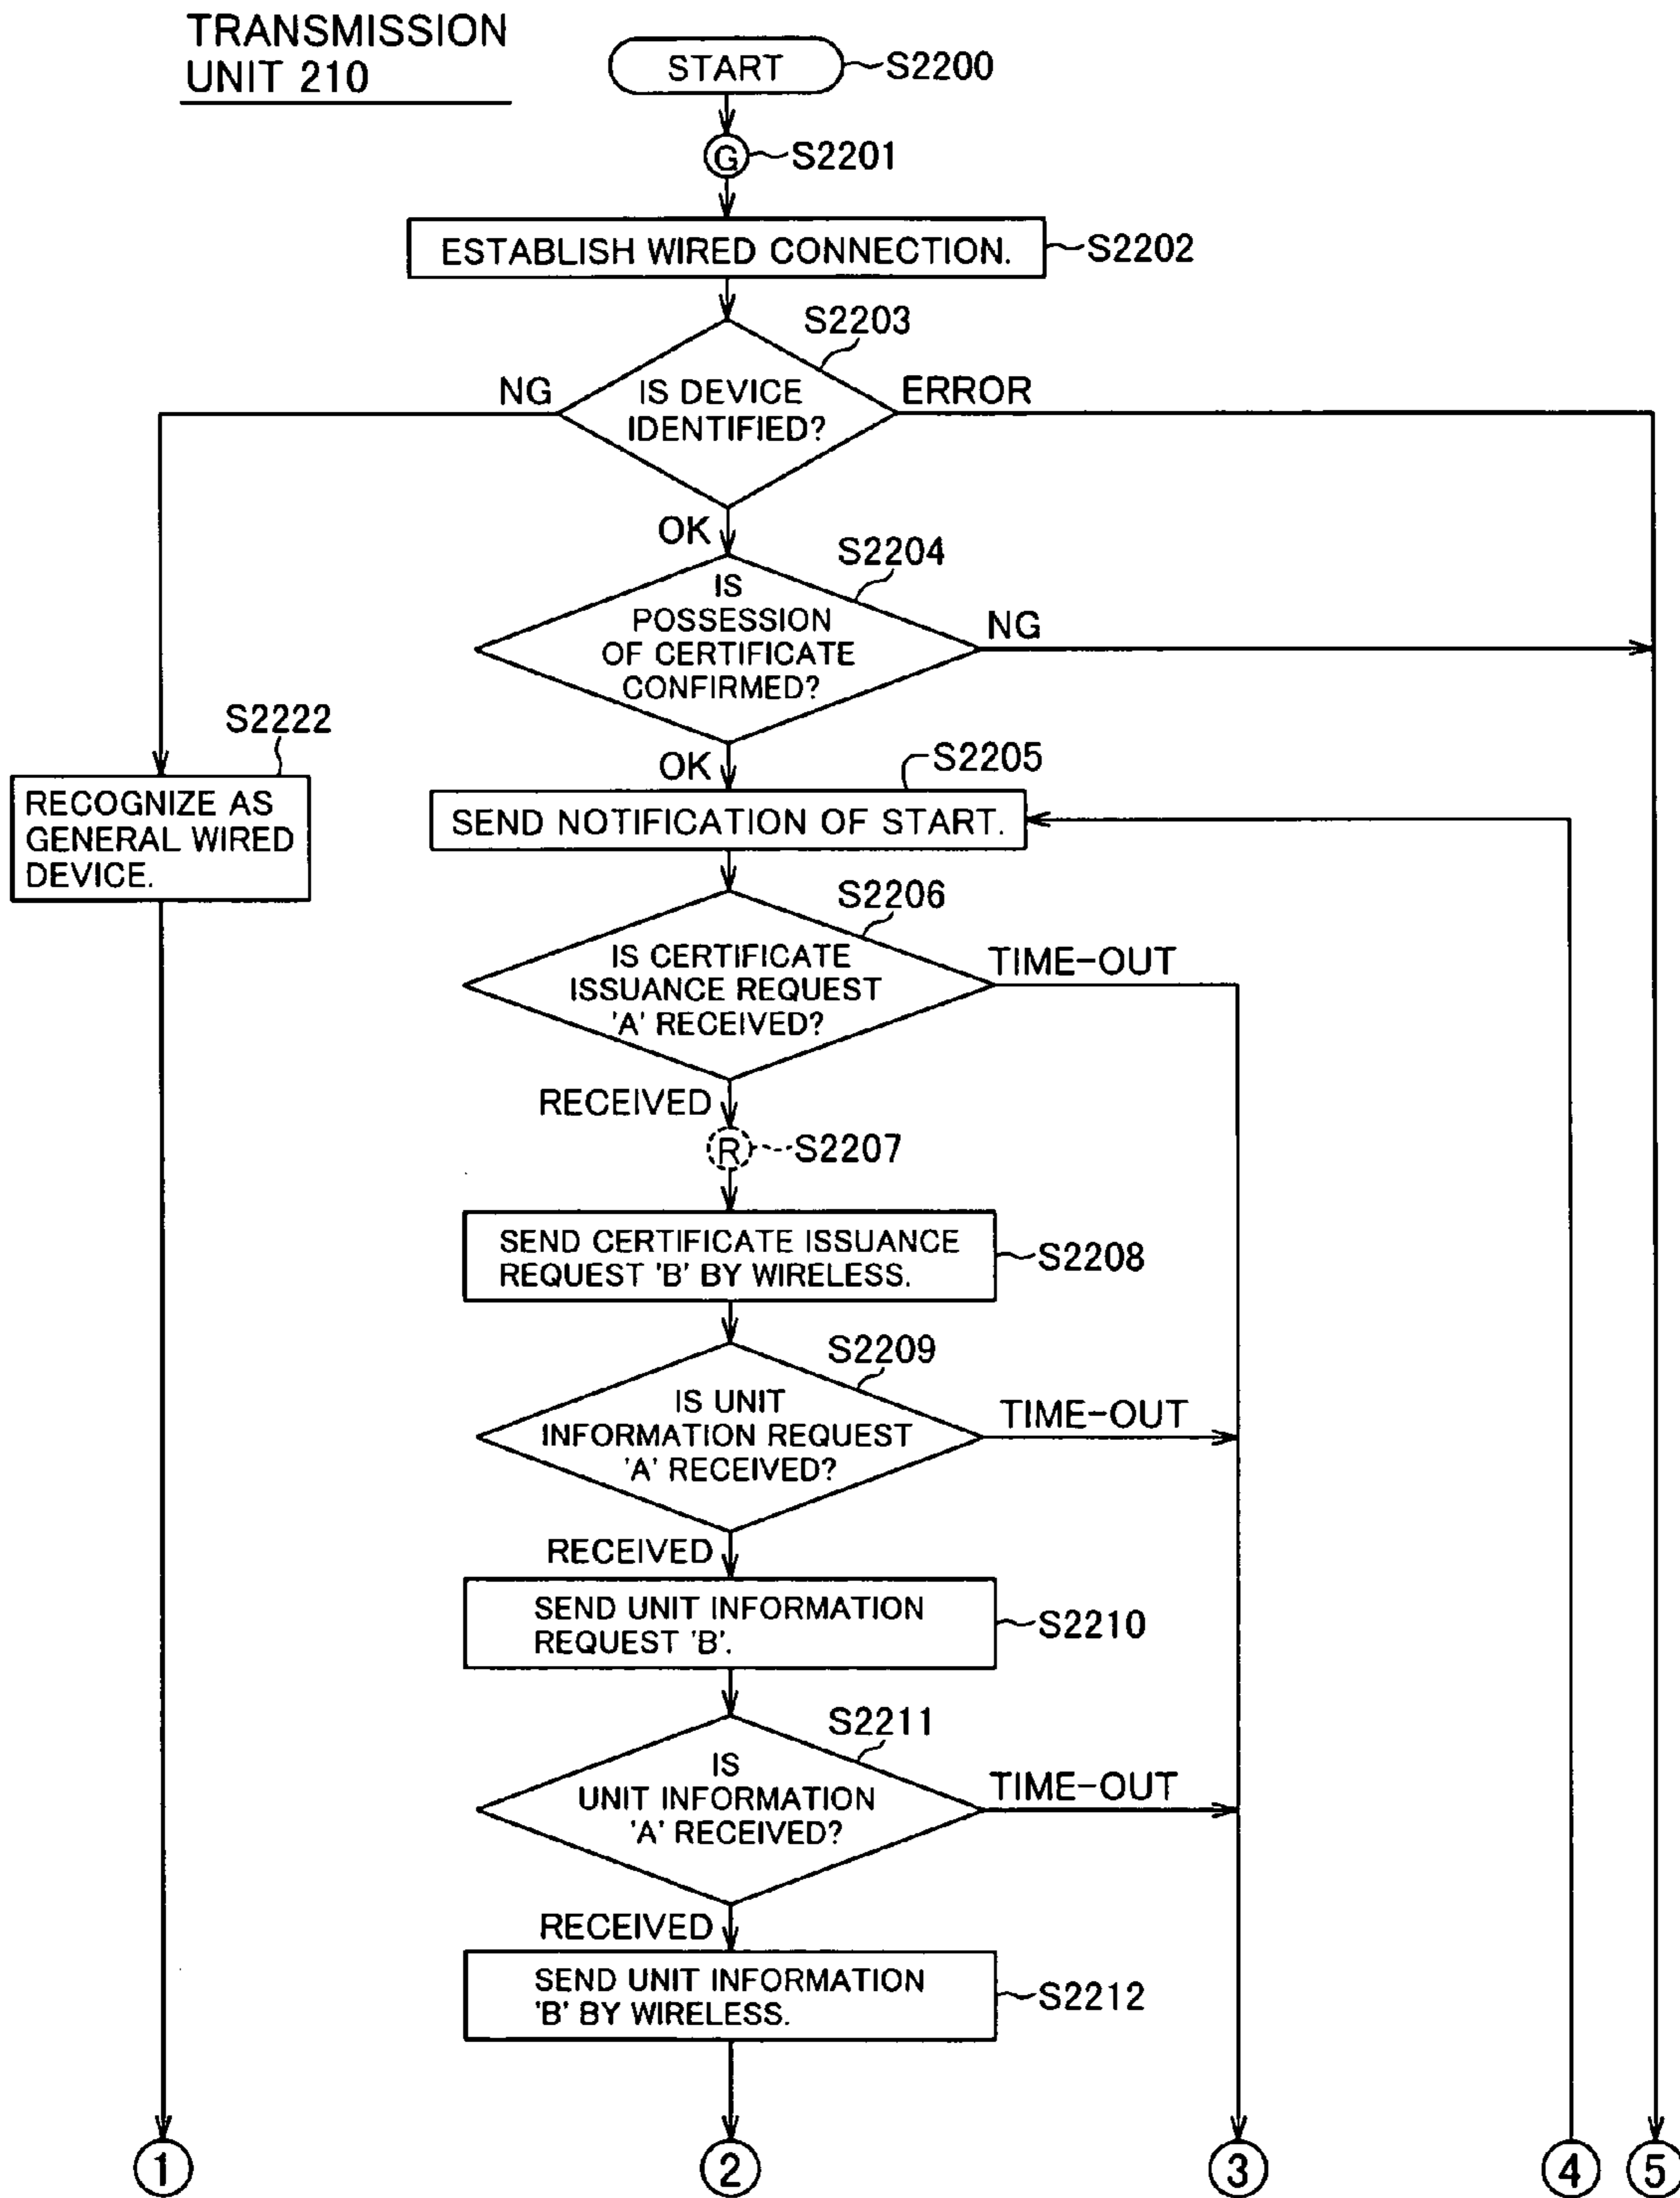 TRANSMISSION
UNIT 210
START
S2200
G
S2201
ESTABLISH WIRED CONNECTION.
S2202
S2203
IS DEVICE
IDENTIFIED?
NG
ERROR
OK
S2204
IS
POSSESSION
OF CERTIFICATE
CONFIRMED?
NG
S2222
RECOGNIZE AS
GENERAL WIRED
DEVICE.
OK
S2205
SEND NOTIFICATION OF START.
S2206
IS CERTIFICATE
ISSUANCE REQUEST
'A' RECEIVED?
TIME-OUT
RECEIVED
R
S2207
SEND CERTIFICATE ISSUANCE
REQUEST 'B' BY WIRELESS.
S2208
S2209
IS UNIT
INFORMATION REQUEST
'A' RECEIVED?
TIME-OUT
RECEIVED
SEND UNIT INFORMATION
REQUEST 'B'.
S2210
S2211
IS
UNIT INFORMATION
'A' RECEIVED?
TIME-OUT
RECEIVED
SEND UNIT INFORMATION
'B' BY WIRELESS.
S2212
1
2
3
4
5